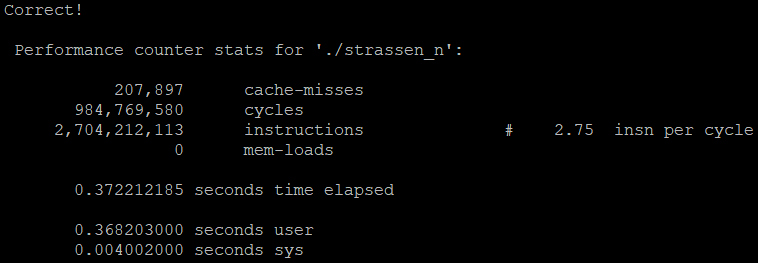 Correct!
Performance counter stats for './strassen_n':
207,897 cache-misses
984,769,580 cycles
2,704,212,113 instructions # 2.75 insn per cycle
0 mem-loads
0.372212185 seconds time elapsed
0.368203000 seconds user
0.004002000 seconds sys